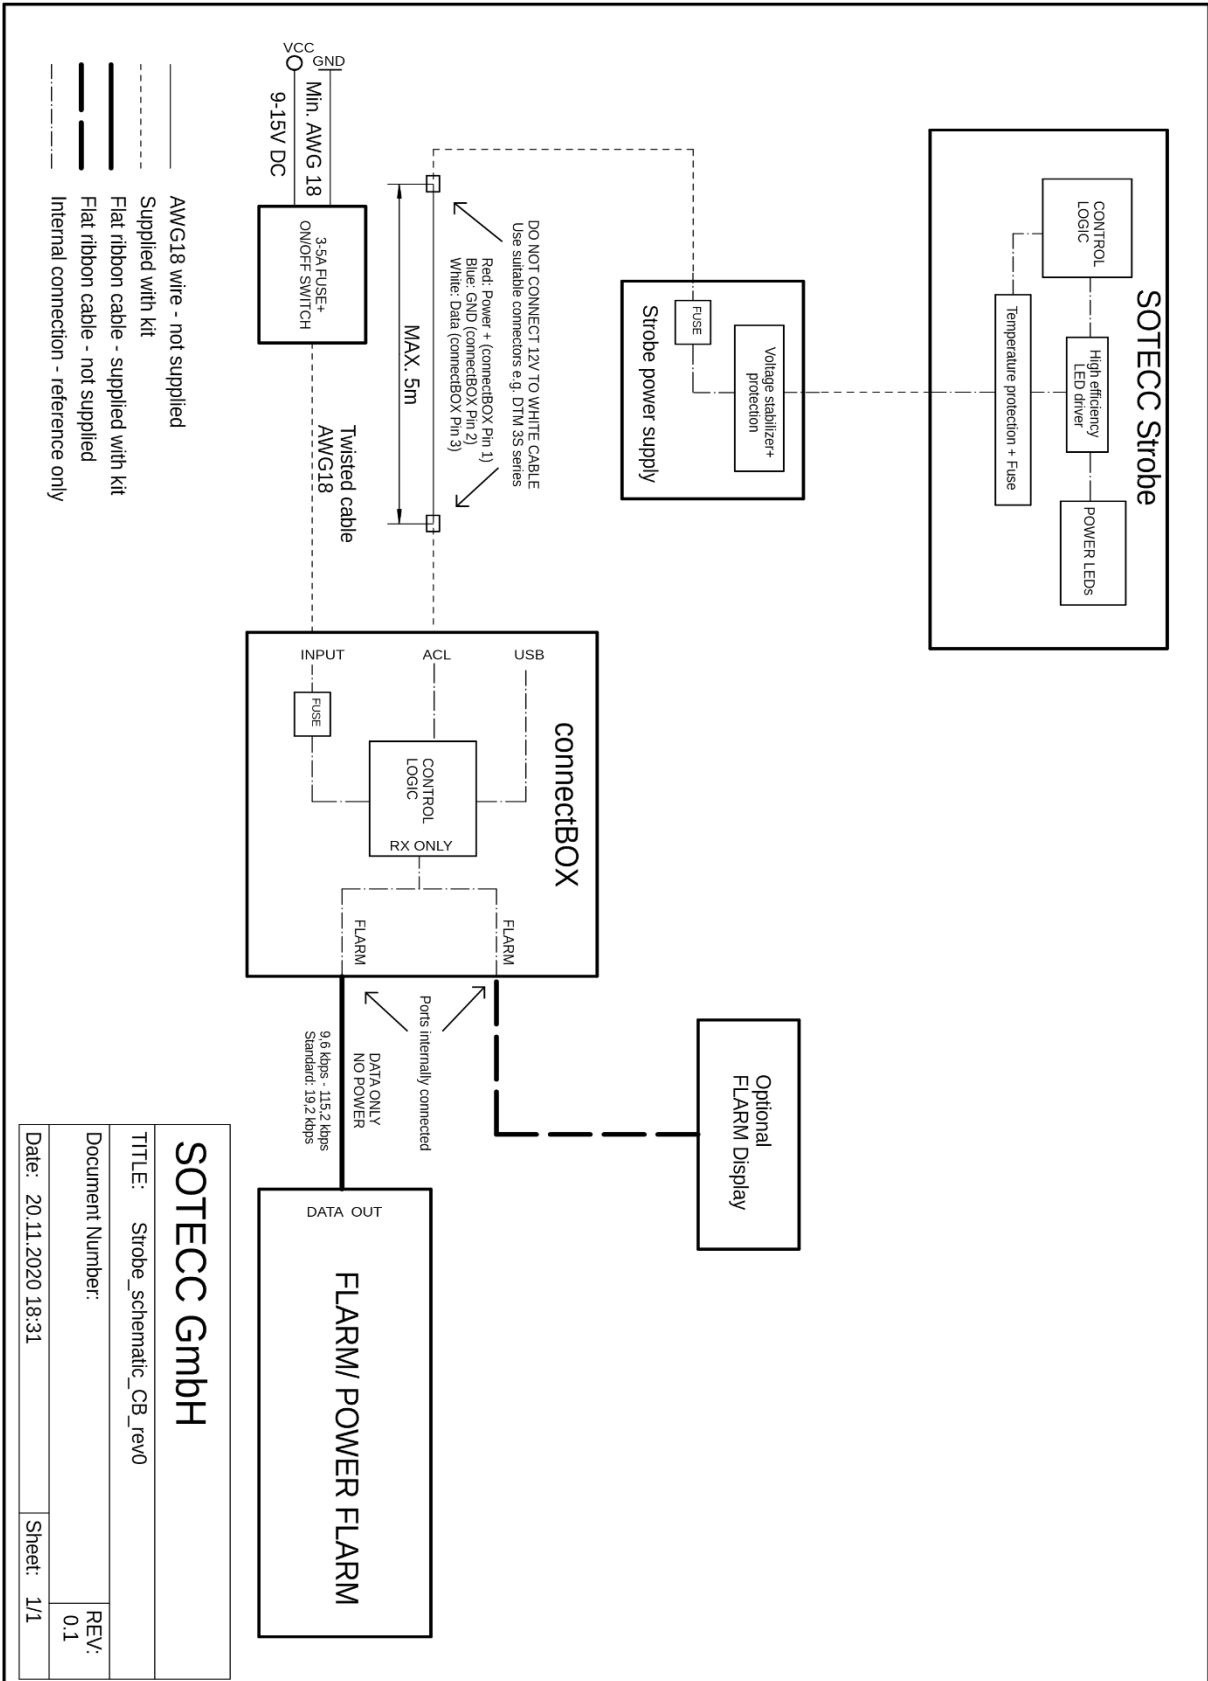 SOTECC Strobe
CONTROL
LOGIC
High efficiency
LED driver
POWER LEDs
Temperature protection + Fuse
Voltage stabilizer+
protection
FUSE
Strobe power supply
DO NOT CONNECT 12V TO WHITE CABLE
Use suitable connectors e.g. DTM 3S series
Red: Power + (connectBOX Pin 1)
Blue: GND (connectBOX Pin 2)
White: Data (connectBOX Pin 3)
MAX. 5m
VCC
GND
Min. AWG 18
9-15V DC
3-5A FUSE+
ON/OFF SWITCH
Twisted cable
AWG18
connectBOX
USB
ACL
INPUT
FUSE
CONTROL
LOGIC
RX ONLY
FLARM
FLARM
Ports internally connected
DATA ONLY
NO POWER
9,6 kbps - 115,2 kbps
Standard: 19,2 kbps
Optional
FLARM Display
DATA OUT
FLARM/ POWER FLARM
AWG18 wire - not supplied
Supplied with kit
Flat ribbon cable - supplied with kit
Flat ribbon cable - not supplied
Internal connection - reference only
SOTECC GmbH
TITLE: Strobe_schematic_CB_rev0
Document Number:
REV:
0.1
Date: 20.11.2020 18:31
Sheet: 1/1